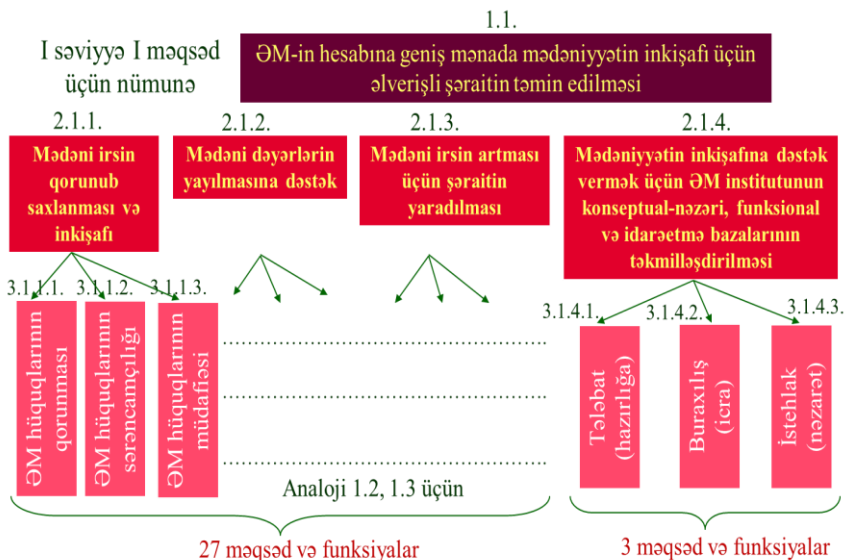 1.1.
I səviyyə I məqsəd
üçün nümunə
ƏM-in hesabına geniş mənada mədəniyyətin inkişafı üçün
əlverişli şəraitin təmin edilməsi
2.1.1.
Mədəni irsin
qorunub
saxlanması və
inkişafı
2.1.2.
Mədəni dəyərlərin
yayılmasına dəstək
2.1.3.
Mədəni irsin artması
üçün şəraitin
yaradılması
2.1.4.
Mədəniyyətin inkişafına dəstək
vermək üçün ƏM institutunun
konseptual-nəzəri, funksional
və idarəetmə bazalarının
təkmilləşdirilməsi
3.1.1.1.
3.1.1.2.
3.1.1.3.
ƏM hüquqlarının
qorunması
ƏM hüquqlarının
sərəncamçılığı
ƏM hüquqlarının
müdafiəsi
3.1.4.1.
3.1.4.2.
3.1.4.3.
Tələbat
(hazırlığa)
Buraxılış
(icra)
İstehlak
(nəzarət)
Analoji 1.2, 1.3 üçün
27 məqsəd və funksiyalar
3 məqsəd və funksiyalar